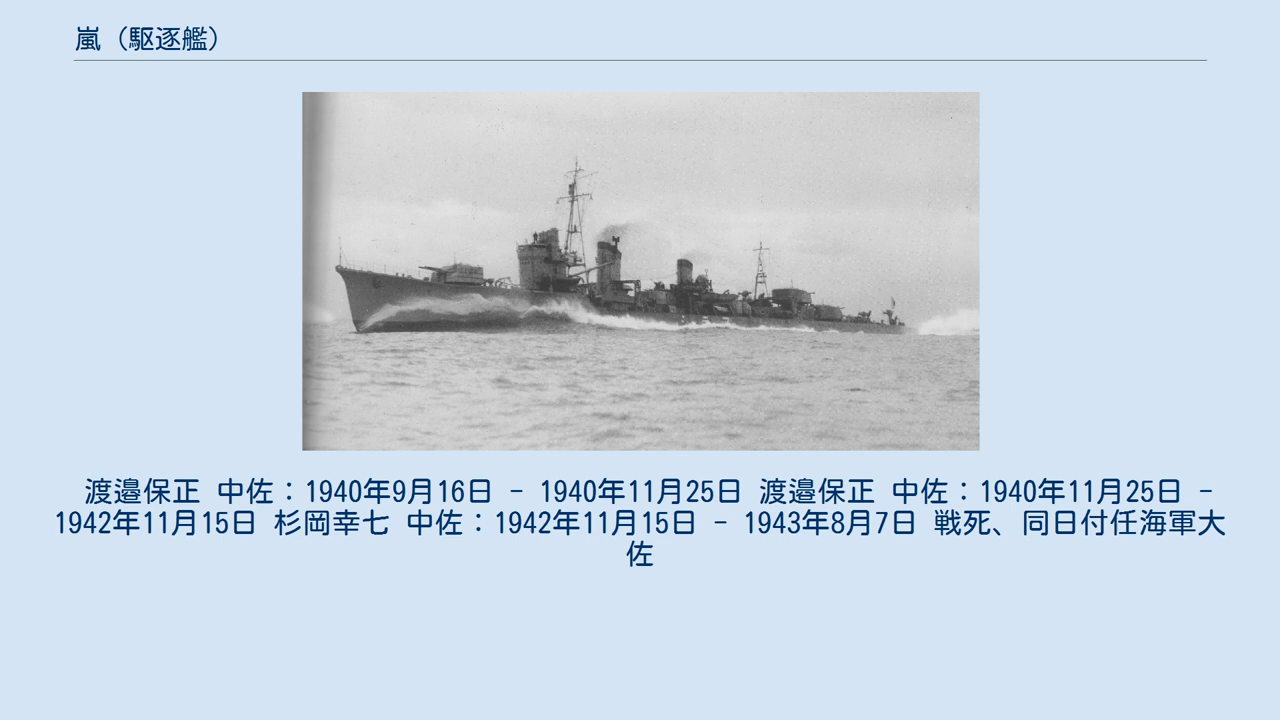 嵐（駆逐艦）
渡邉保正 中佐：1940年9月16日 - 1940年11月25日 渡邉保正 中佐：1940年11月25日 -
1942年11月15日 杉岡幸七 中佐：1942年11月15日 - 1943年8月7日 戦死、同日付任海軍大
佐